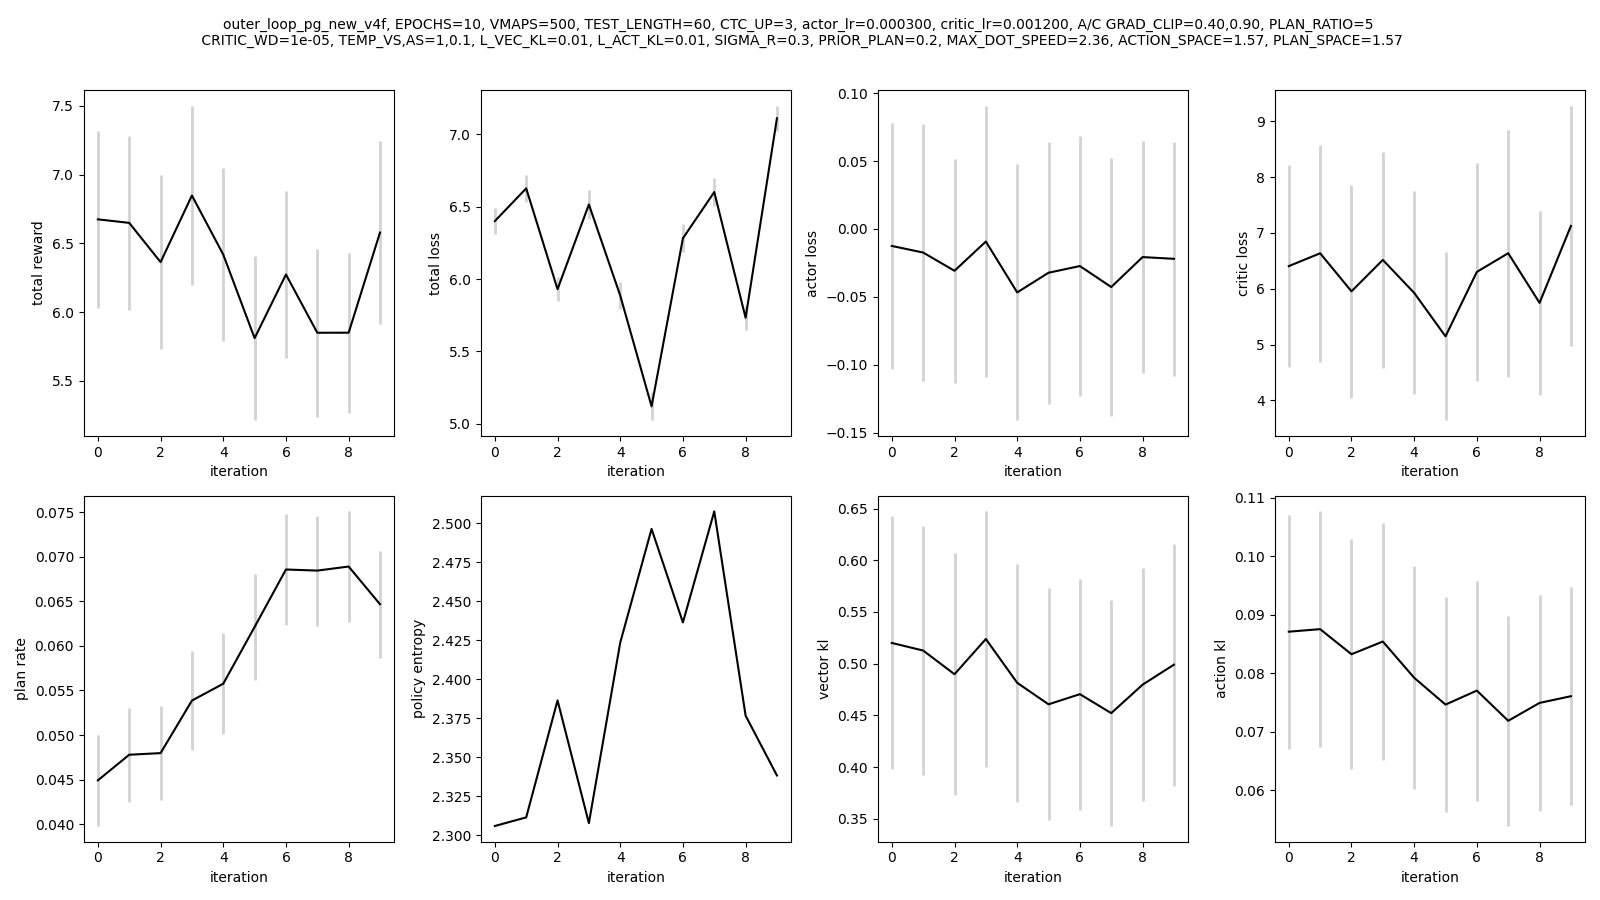 outer_loop_pg_new_v4f, EPOCHS=10, VMAPS=500, TEST_LENGTH=60, CTC_UP=3, actor_lr=0.000300, critic_lr=0.001200, A/C GRAD_CLIP=0.40,0.90, PLAN_RATIO=5
CRITIC_WD=1e-05, TEMP_VS,AS=1,0.1, L_VEC_KL=0.01, L_ACT_KL=0.01, SIGMA_R=0.3, PRIOR_PLAN=0.2, MAX_DOT_SPEED=2.36, ACTION_SPACE=1.57, PLAN_SPACE=1.57
total reward
7.5
7.0
6.5
6.0
5.5
0 2 4 6 8
iteration
total loss
7.0
6.5
6.0
5.5
5.0
0 2 4 6 8
iteration
actor loss
0.10
0.05
0.00
−0.05
−0.10
−0.15
0 2 4 6 8
iteration
critic loss
9
8
7
6
5
4
0 2 4 6 8
iteration
plan rate
0.075
0.070
0.065
0.060
0.055
0.050
0.045
0.040
0 2 4 6 8
iteration
policy entropy
2.500
2.475
2.450
2.425
2.400
2.375
2.350
2.325
2.300
0 2 4 6 8
iteration
vector kl
0.65
0.60
0.55
0.50
0.45
0.40
0.35
0 2 4 6 8
iteration
action kl
0.11
0.10
0.09
0.08
0.07
0.06
0 2 4 6 8
iteration